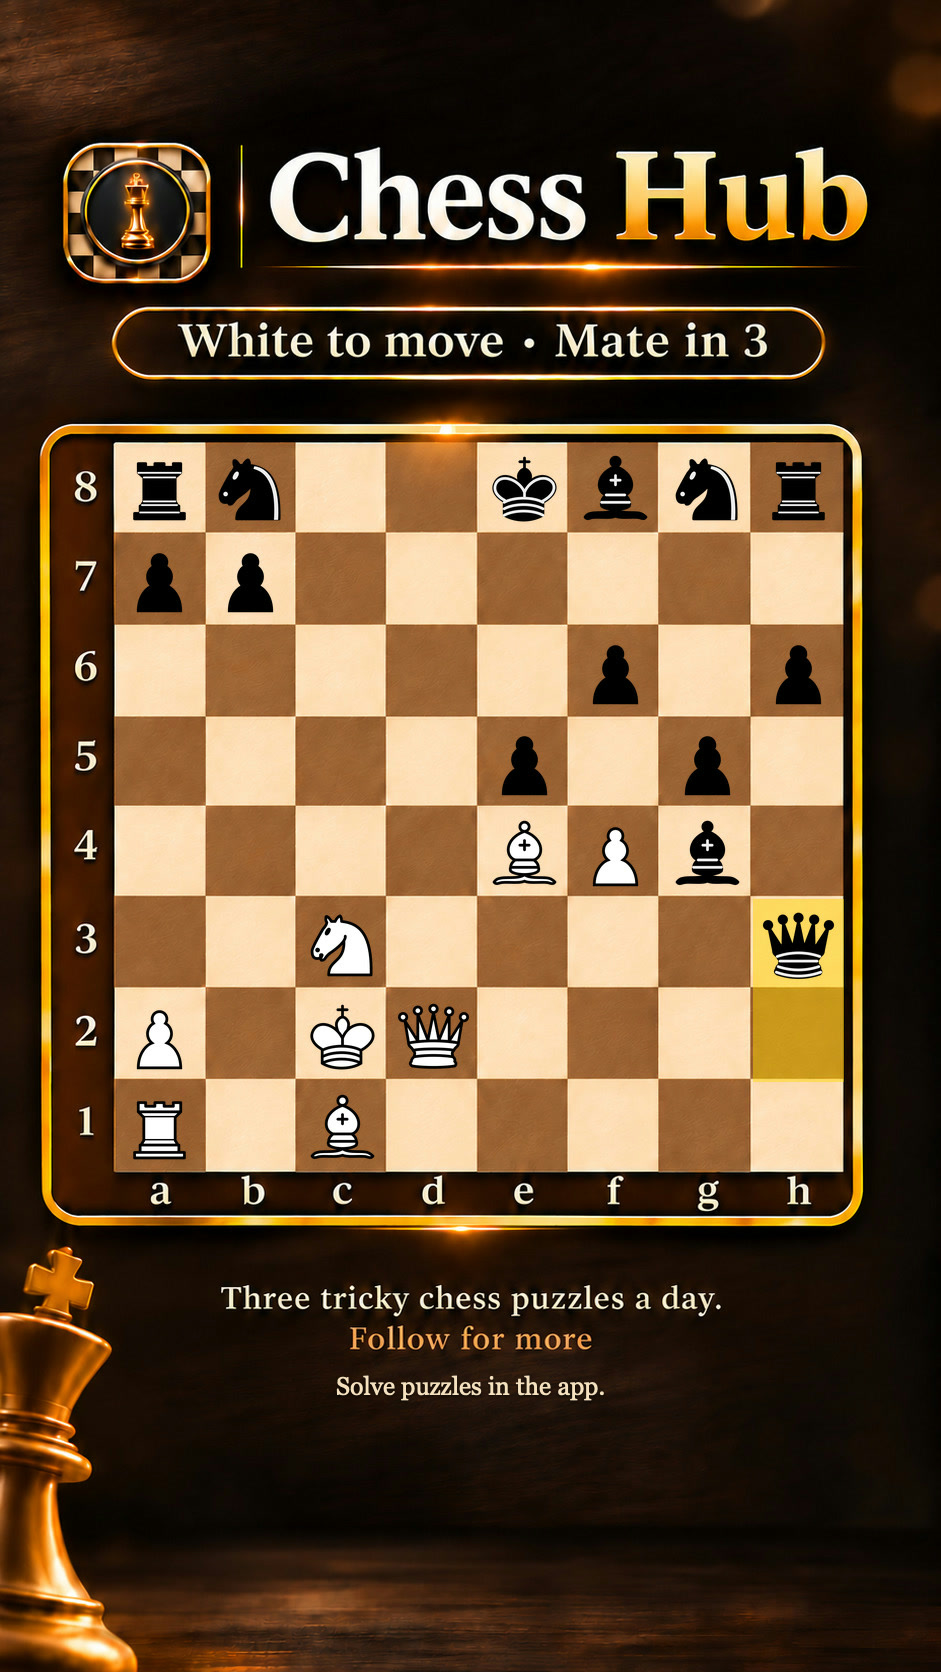 Chess Hub
White to move • Mate in 3
8
7
6
5
4
3
2
1
a b c d e f g h
Three tricky chess puzzles a day.
Follow for more
Solve puzzles in the app.